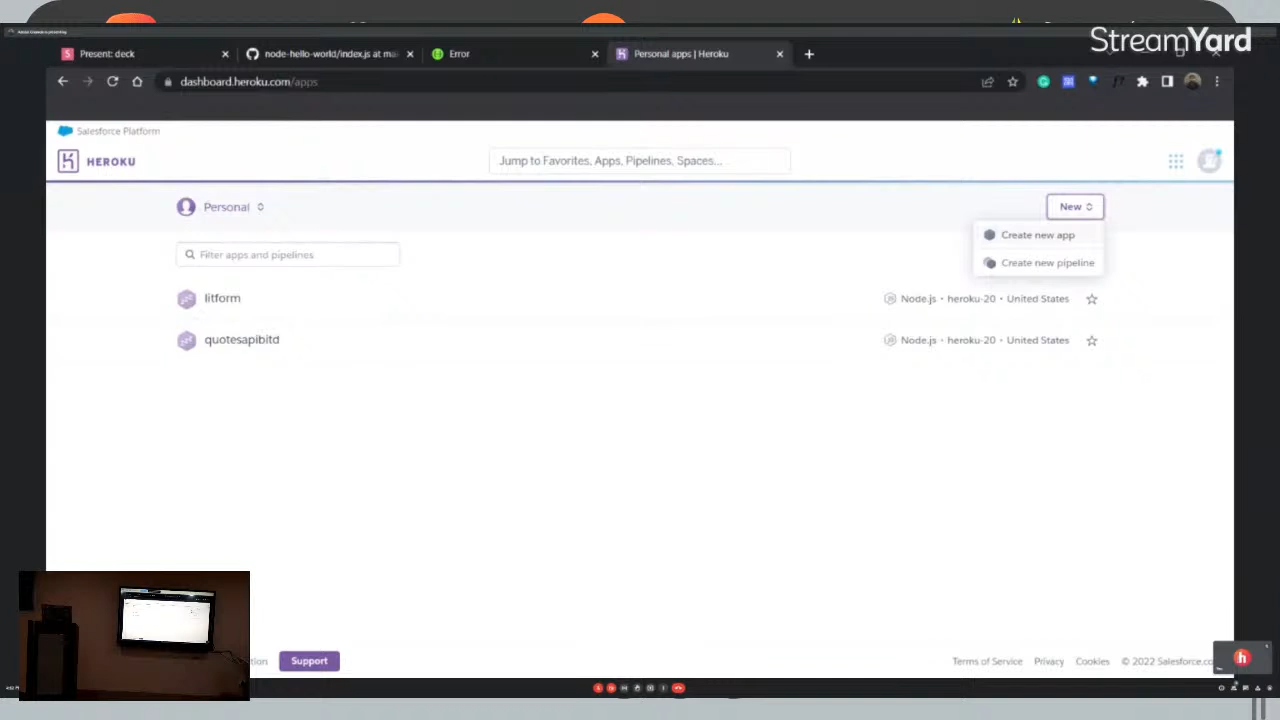 StreamYard
Present: deck
node-hello-world/index.js at ma
Error
Personal apps | Heroku
dashboard.heroku.com/apps
Salesforce Platform
HEROKU
Jump to Favorites, Apps, Pipelines, Spaces...
Personal
New
Create new app
Create new pipeline
Filter apps and pipelines
litform
Node.js • heroku-20 • United States
quotesapibitd
Node.js • heroku-20 • United States
Support
Terms of Service
Privacy
Cookies
© 2022 Salesforce.co